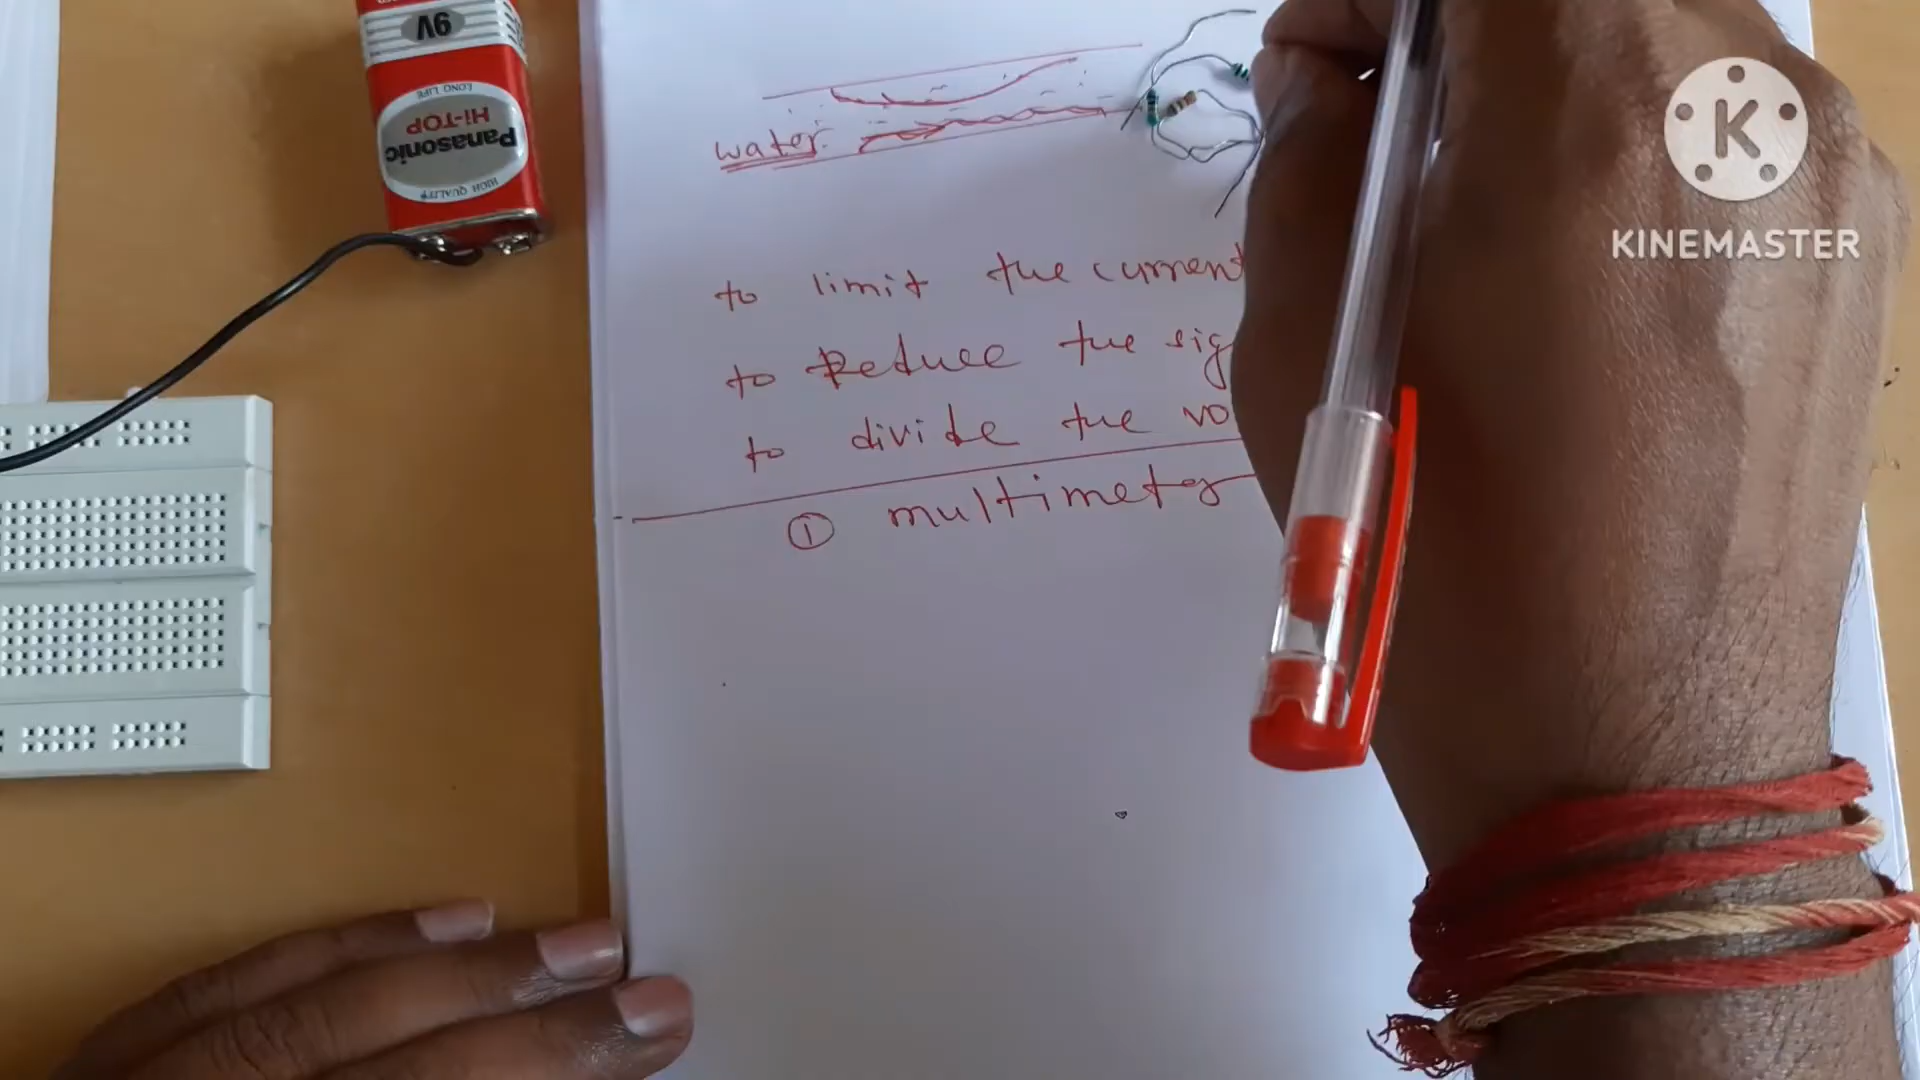 9V
LONG LIFE
Hi-TOP
Panasonic
HIGH QUALITY
K
KINEMASTER
water.
to limit the current
to Reduce the sig
to divide the vo
① multimeter